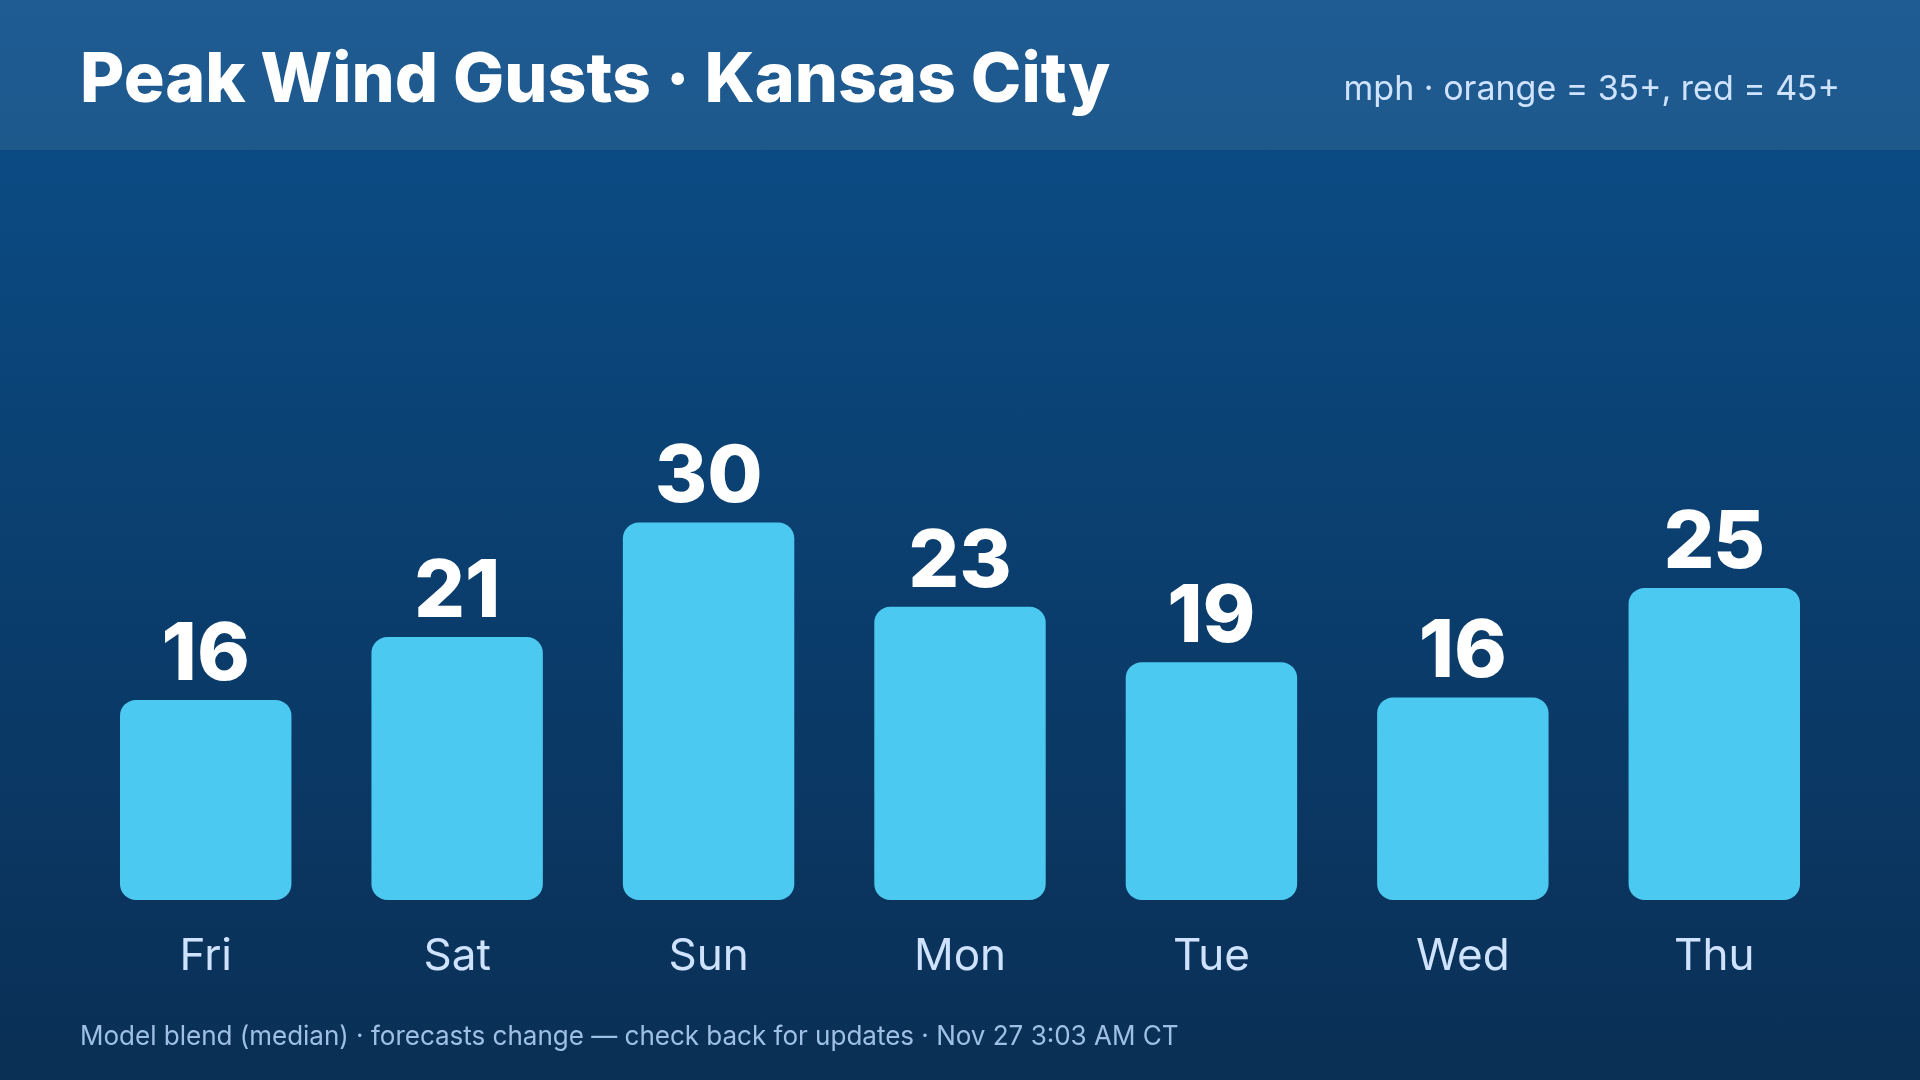 Peak Wind Gusts · Kansas City
mph · orange = 35+, red = 45+
30
25
23
21
19
16
16
Fri Sat Sun Mon Tue Wed Thu
Model blend (median) · forecasts change — check back for updates · Nov 27 3:03 AM CT